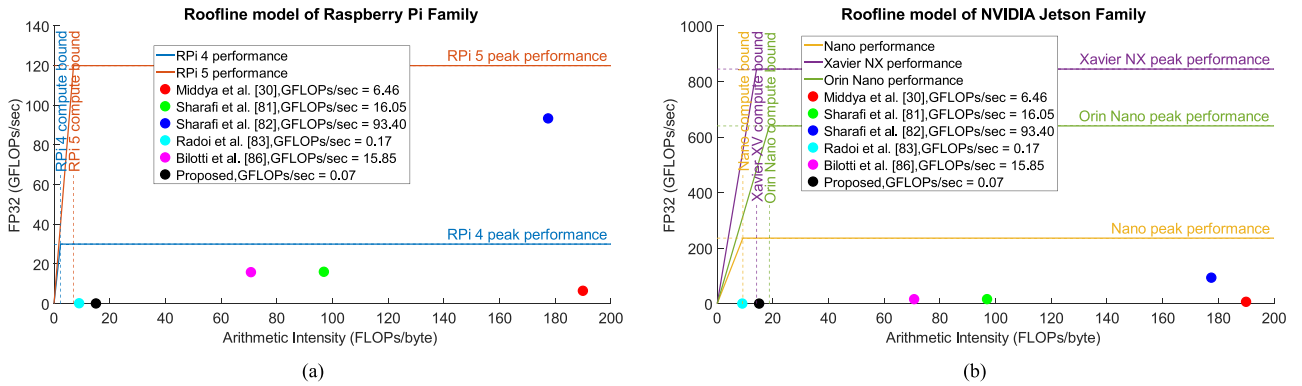 Roofline model of Raspberry Pi Family
140
120
100
80
60
40
20
0
FP32 (GFLOPs/sec)
RPi 4 compute bound
RPi 5 compute bound
RPi 4 performance
RPi 5 performance
Middya et al. [30],GFLOPs/sec = 6.46
Sharafi et al. [81],GFLOPs/sec = 16.05
Sharafi et al. [82],GFLOPs/sec = 93.40
Radoi et al. [83],GFLOPs/sec = 0.17
Bilotti et al. [86],GFLOPs/sec = 15.85
Proposed,GFLOPs/sec = 0.07
RPi 5 peak performance
RPi 4 peak performance
0 20 40 60 80 100 120 140 160 180 200
Arithmetic Intensity (FLOPs/byte)
(a)
Roofline model of NVIDIA Jetson Family
1000
800
600
400
200
0
FP32 (GFLOPs/sec)
Nano compute bound
Xavier XV compute bound
Orin Nano compute bound
Nano performance
Xavier NX performance
Orin Nano performance
Middya et al. [30],GFLOPs/sec = 6.46
Sharafi et al. [81],GFLOPs/sec = 16.05
Sharafi et al. [82],GFLOPs/sec = 93.40
Radoi et al. [83],GFLOPs/sec = 0.17
Bilotti et al. [86],GFLOPs/sec = 15.85
Proposed,GFLOPs/sec = 0.07
Xavier NX peak performance
Orin Nano peak performance
Nano peak performance
0 20 40 60 80 100 120 140 160 180 200
Arithmetic Intensity (FLOPs/byte)
(b)